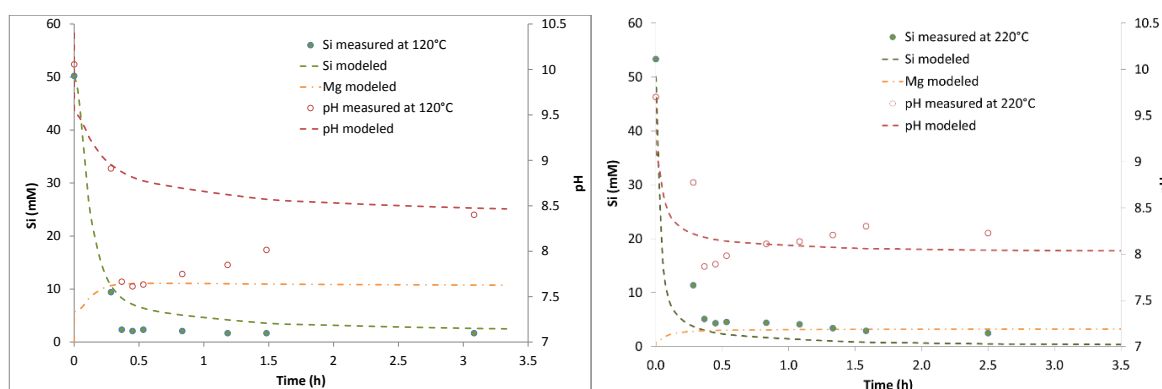 60
50
40
30
20
10
0
Si (mM)
10.5
10
9.5
9
8.5
8
7.5
7
pH
Si measured at 120°C
Si modeled
Mg modeled
pH measured at 120°C
pH modeled
0 0.5 1 1.5 2 2.5 3 3.5
Time (h)
60
50
40
30
20
10
0
Si (mM)
10.5
10
9.5
9
8.5
8
7.5
7
Si measured at 220°C
Si modeled
Mg modeled
pH measured at 220°C
pH modeled
0.0 0.5 1.0 1.5 2.0 2.5 3.0 3.5
Time (h)